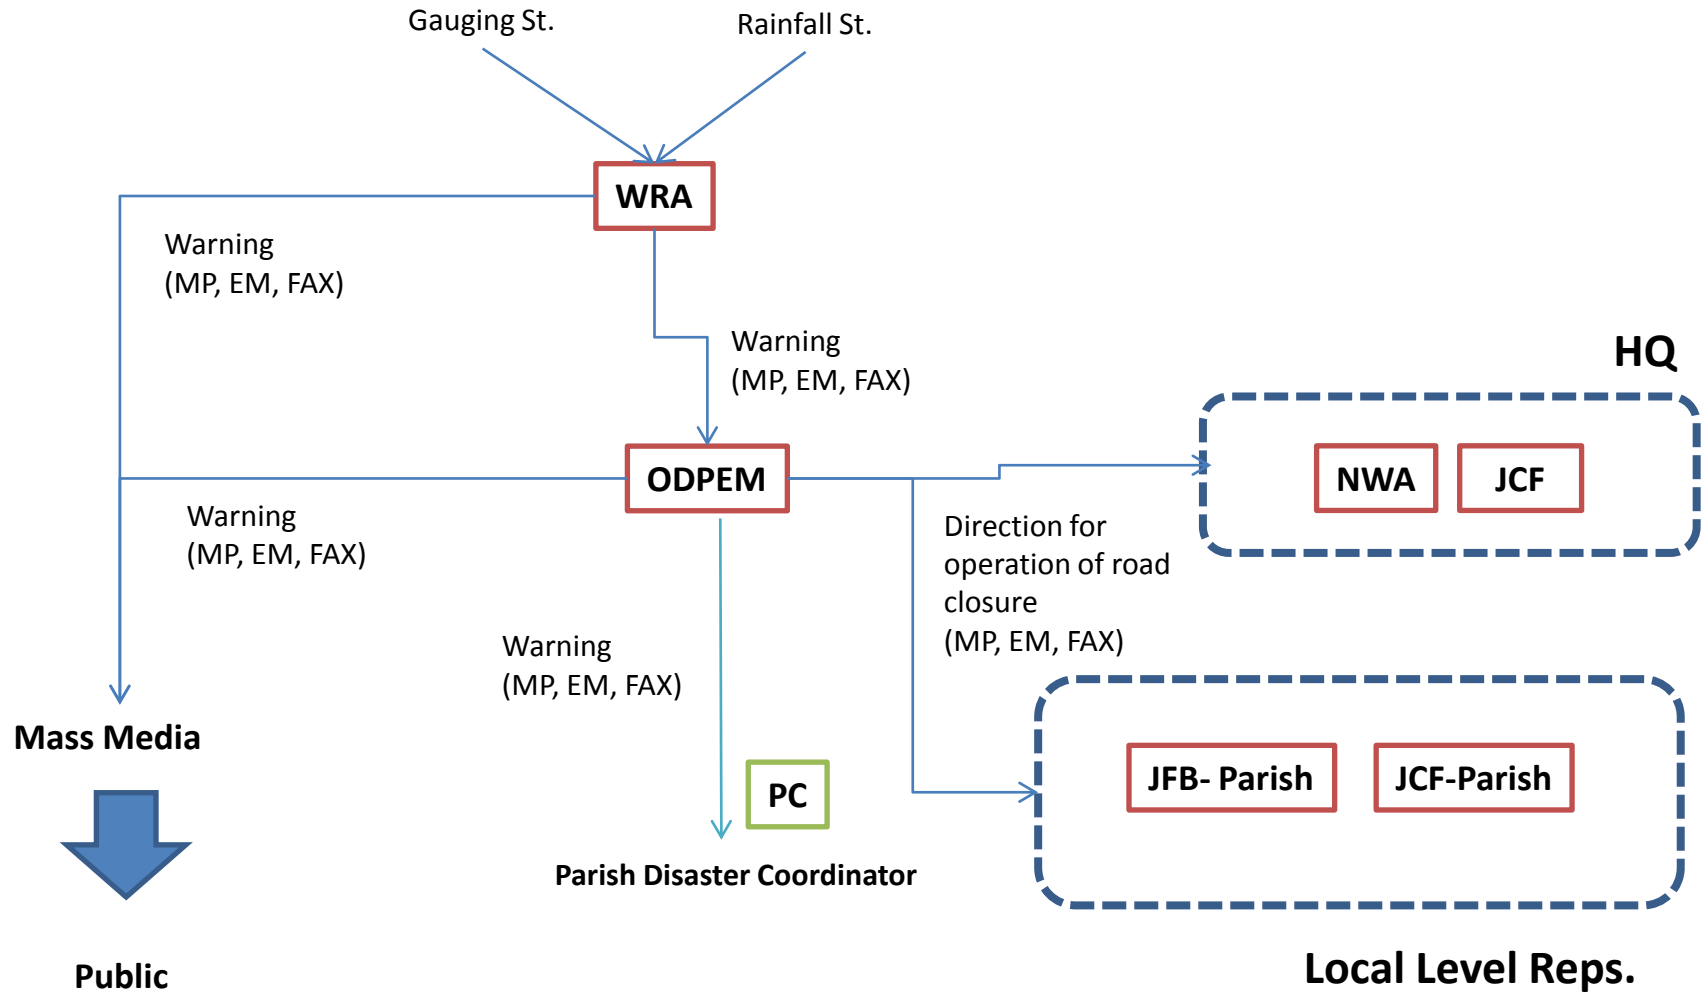 Gauging St.
Rainfall St.
WRA
Warning
(MP, EM, FAX)
Warning
(MP, EM, FAX)
HQ
NWA
JCF
ODPEM
Warning
(MP, EM, FAX)
Direction for
operation of road
closure
(MP, EM, FAX)
Warning
(MP, EM, FAX)
Mass Media
JFB- Parish
JCF-Parish
PC
Parish Disaster Coordinator
Public
Local Level Reps.